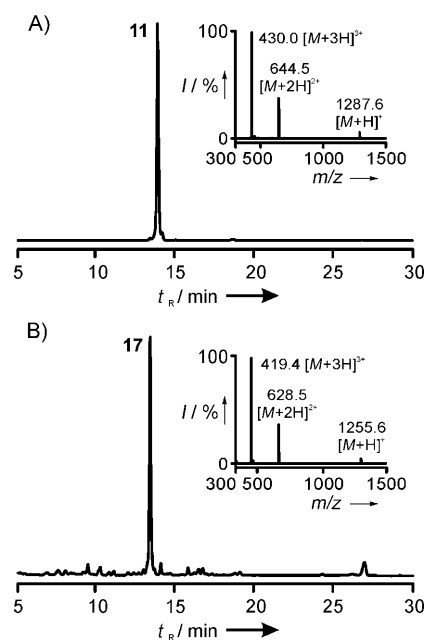 A)
11
100
430.0 [M+3H]³⁺
644.5
[M+2H]²⁺
I / %
1287.6
[M+H]⁺
0
300 500 1000 1500
m/z
5 10 15 20 25 30
t R / min
B)
17
100
419.4 [M+3H]³⁺
628.5
[M+2H]²⁺
I / %
1255.6
[M+H]⁺
0
300 500 1000 1500
m/z
5 10 15 20 25 30
t R / min